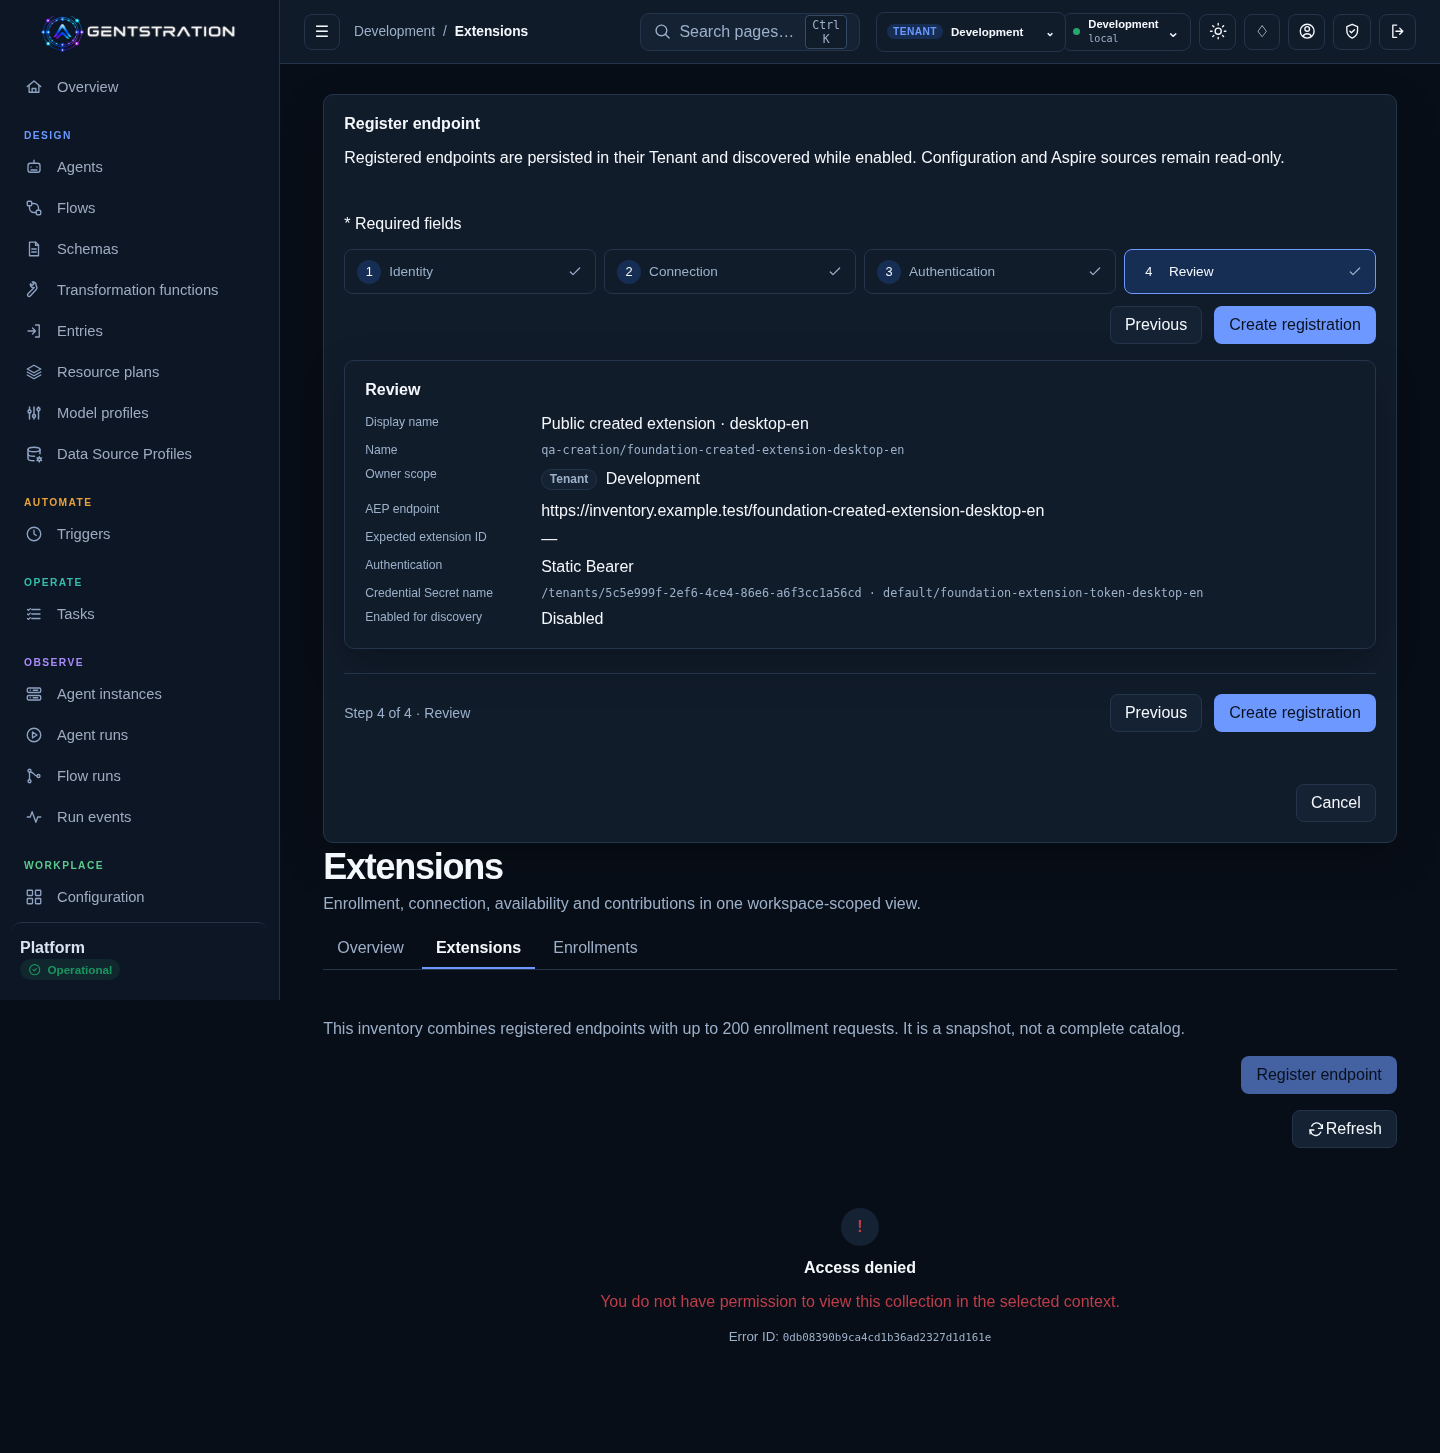 GENTSTRATION
Overview
DESIGN
Agents
Flows
Schemas
Transformation functions
Entries
Resource plans
Model profiles
Data Source Profiles
AUTOMATE
Triggers
OPERATE
Tasks
OBSERVE
Agent instances
Agent runs
Flow runs
Run events
WORKPLACE
Configuration
Platform
Operational
Development / Extensions
Search pages… Ctrl K
TENANT Development
Development
local
Register endpoint
Registered endpoints are persisted in their Tenant and discovered while enabled. Configuration and Aspire sources remain read-only.
* Required fields
1 Identity
2 Connection
3 Authentication
4 Review
Previous Create registration
Review
Display name Public created extension · desktop-en
Name qa-creation/foundation-created-extension-desktop-en
Owner scope Tenant Development
AEP endpoint https://inventory.example.test/foundation-created-extension-desktop-en
Expected extension ID —
Authentication Static Bearer
Credential Secret name /tenants/5c5e999f-2ef6-4ce4-86e6-a6f3cc1a56cd · default/foundation-extension-token-desktop-en
Enabled for discovery Disabled
Step 4 of 4 · Review Previous Create registration
Cancel
Extensions
Enrollment, connection, availability and contributions in one workspace-scoped view.
Overview Extensions Enrollments
This inventory combines registered endpoints with up to 200 enrollment requests. It is a snapshot, not a complete catalog.
Register endpoint
Refresh
!
Access denied
You do not have permission to view this collection in the selected context.
Error ID: 0db08390b9ca4cd1b36ad2327d1d161e